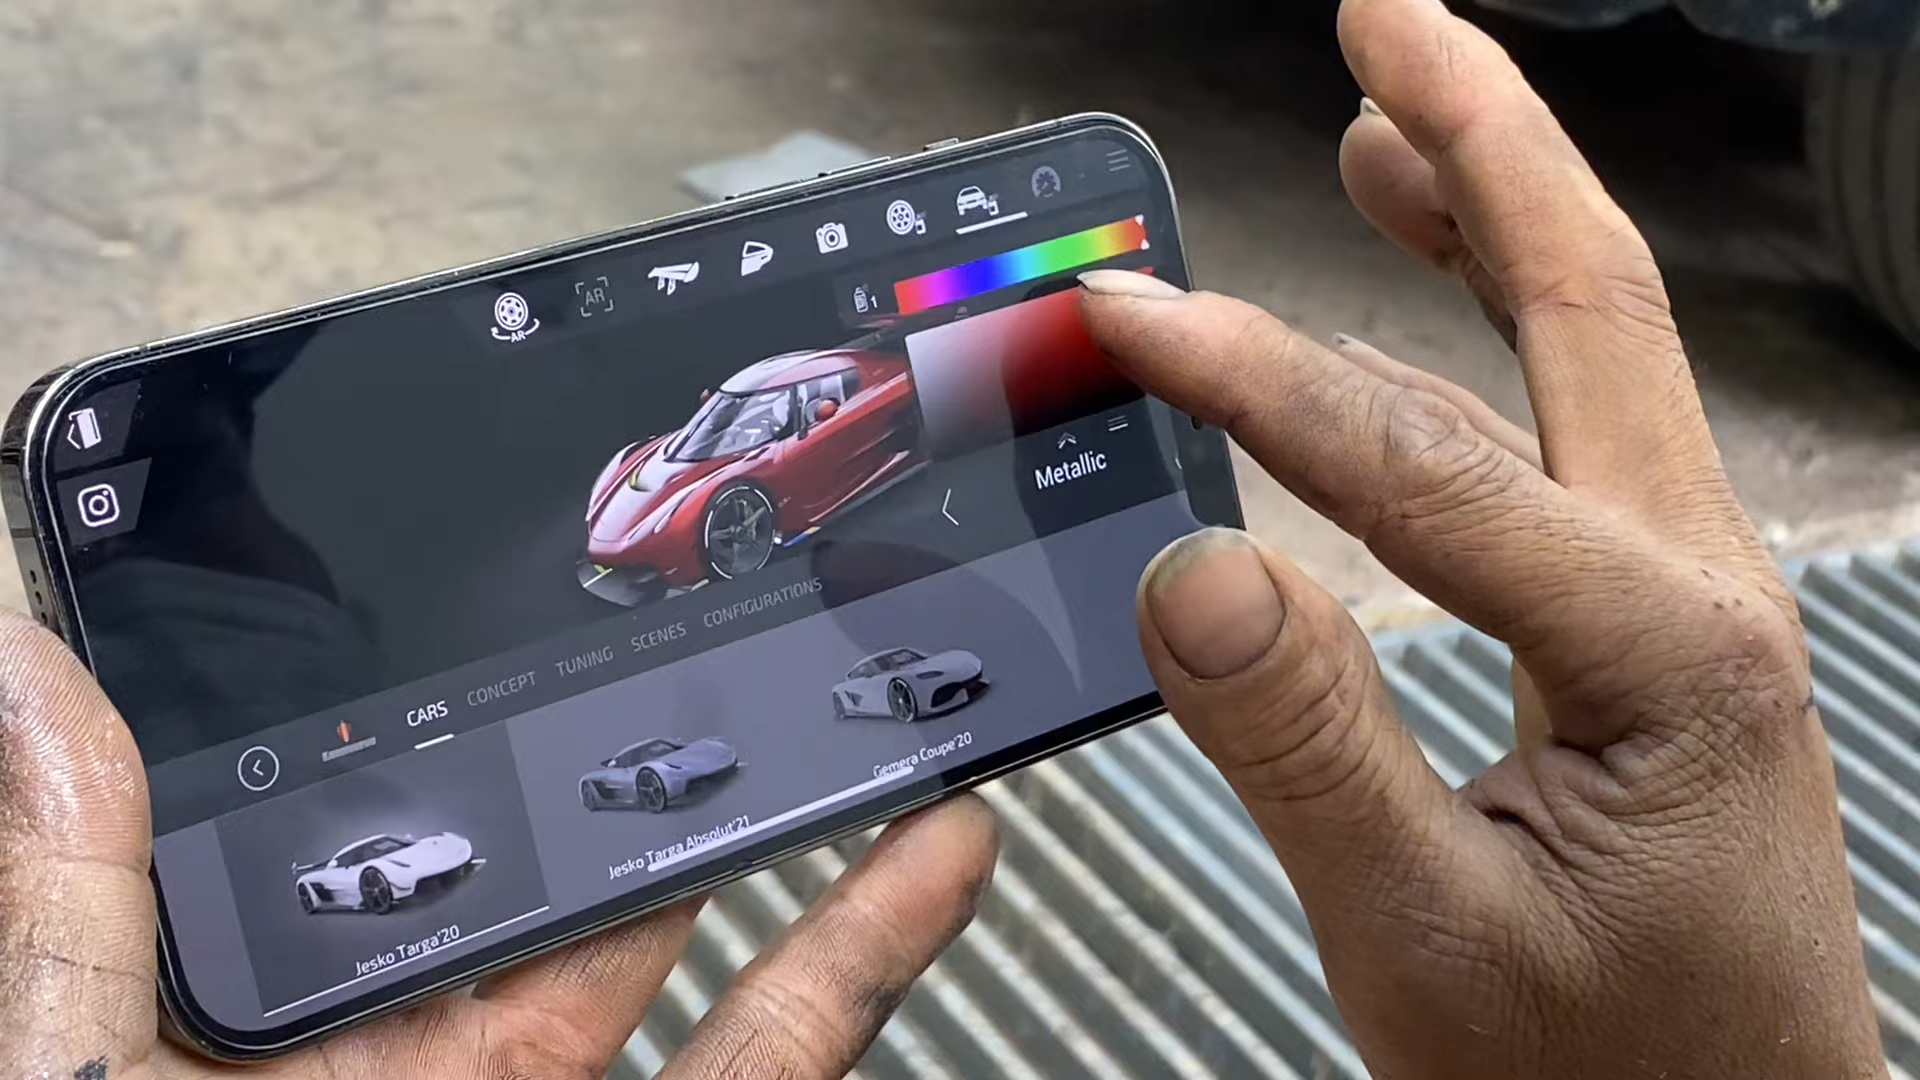 AR
AR
1
Metallic
CARS
CONCEPT
TUNING
SCENES
CONFIGURATIONS
Jesko Targa'20
Jesko Targa Absolut'21
Gemera Coupe'20